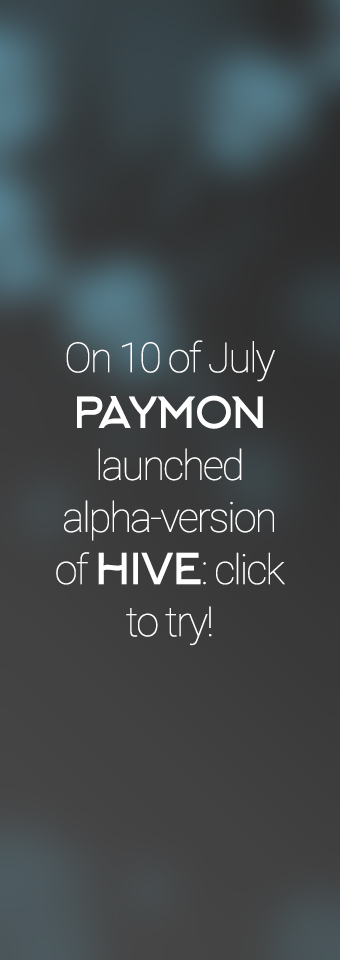 On 10 of July
PAYMON
launched
alpha-version
of HIVE: click
to try!